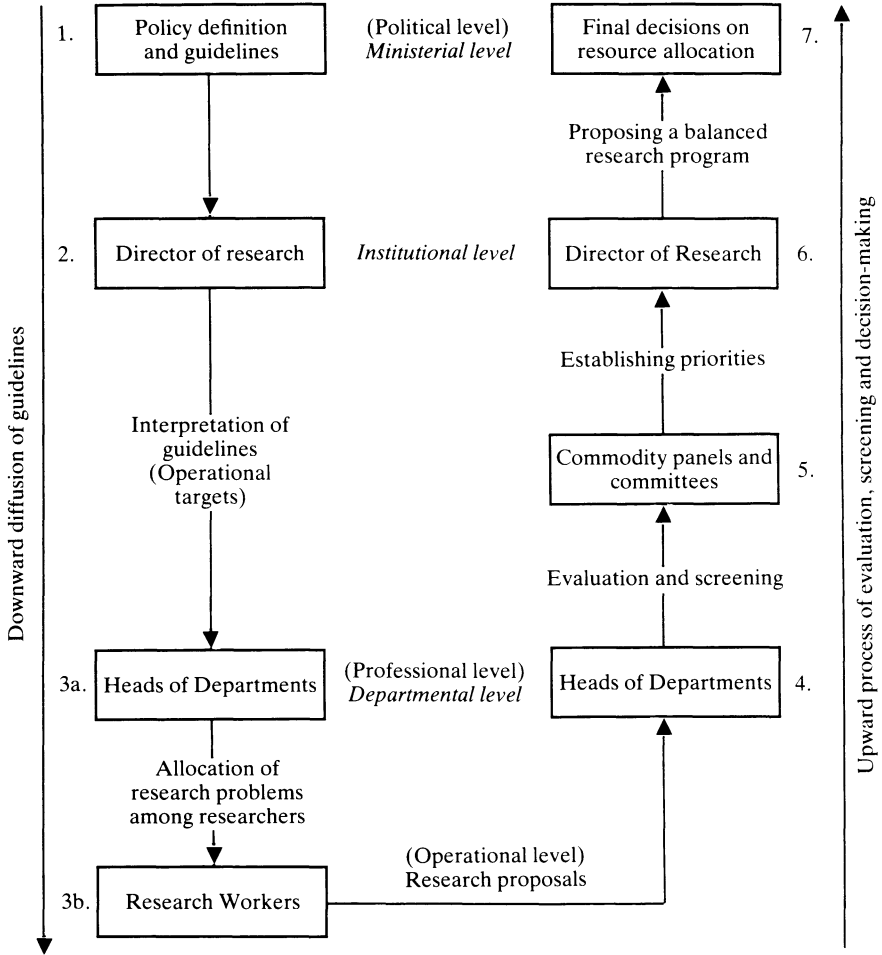 1.
Policy definition
and guidelines
(Political level)
Ministerial level
Final decisions on
resource allocation
7.
Proposing a balanced
research program
2.
Director of research
Institutional level
Director of Research
6.
Establishing priorities
Interpretation of
guidelines
(Operational
targets)
Commodity panels and
committees
5.
Evaluation and screening
3a.
Heads of Departments
(Professional level)
Departmental level
Heads of Departments
4.
Allocation of
research problems
among researchers
(Operational level)
Research proposals
3b.
Research Workers
Downward diffusion of guidelines
Upward process of evaluation, screening and decision-making